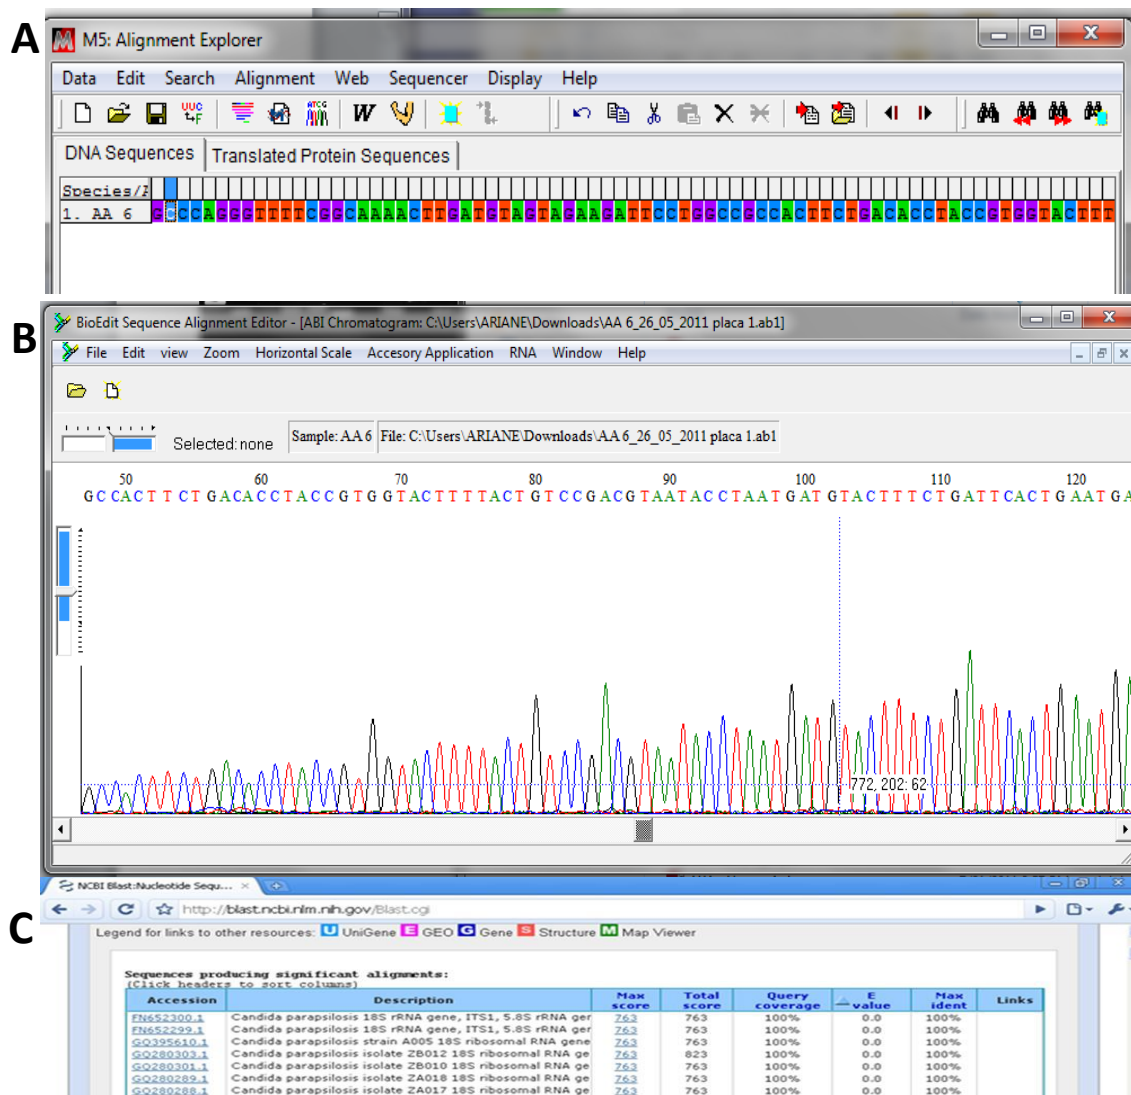 A
M5: Alignment Explorer
Data Edit Search Alignment Web Sequencer Display Help
DNA Sequences Translated Protein Sequences
Species/A
1. AA 6 GCCCAGGGTTTTCGGCAAAACTTGATGTAGTAGAAGATTCCTGGCCGCCACTTCTGACACCTACCGTGGTACTTT
B
BioEdit Sequence Alignment Editor - [ABI Chromatogram: C:\Users\ARIANE\Downloads\AA 6_26_05_2011 placa 1.ab1]
File Edit view Zoom Horizontal Scale Accesory Application RNA Window Help
Selected: none Sample: AA 6 File: C:\Users\ARIANE\Downloads\AA 6_26_05_2011 placa 1.ab1
50 60 70 80 90 100 110 120
GCCACTTCTGACACCTACCGTGGTACTTTTACTGTCCGACGTAATACCTAATGATGTACTTTCTGATTCACTGAATGA
772, 202: 62
C
NCBI Blast:Nucleotide Sequ...
http://blast.ncbi.nlm.nih.gov/Blast.cgi
Legend for links to other resources: U UniGene E GEO G Gene S Structure M Map Viewer
Sequences producing significant alignments:
(Click headers to sort columns)
Accession Description Max score Total score Query coverage E value Max ident Links
FN652300.1 Candida parapsilosis 18S rRNA gene, ITS1, 5.8S rRNA ger 763 763 100% 0.0 100%
FN652299.1 Candida parapsilosis 18S rRNA gene, ITS1, 5.8S rRNA ger 763 763 100% 0.0 100%
GQ395610.1 Candida parapsilosis strain A005 18S ribosomal RNA gene 763 763 100% 0.0 100%
GQ280303.1 Candida parapsilosis isolate ZB012 18S ribosomal RNA ge 763 823 100% 0.0 100%
GQ280301.1 Candida parapsilosis isolate ZB010 18S ribosomal RNA ge 763 763 100% 0.0 100%
GQ280289.1 Candida parapsilosis isolate ZA018 18S ribosomal RNA ge 763 763 100% 0.0 100%
GQ280288.1 Candida parapsilosis isolate ZA017 18S ribosomal RNA ge 763 763 100% 0.0 100%